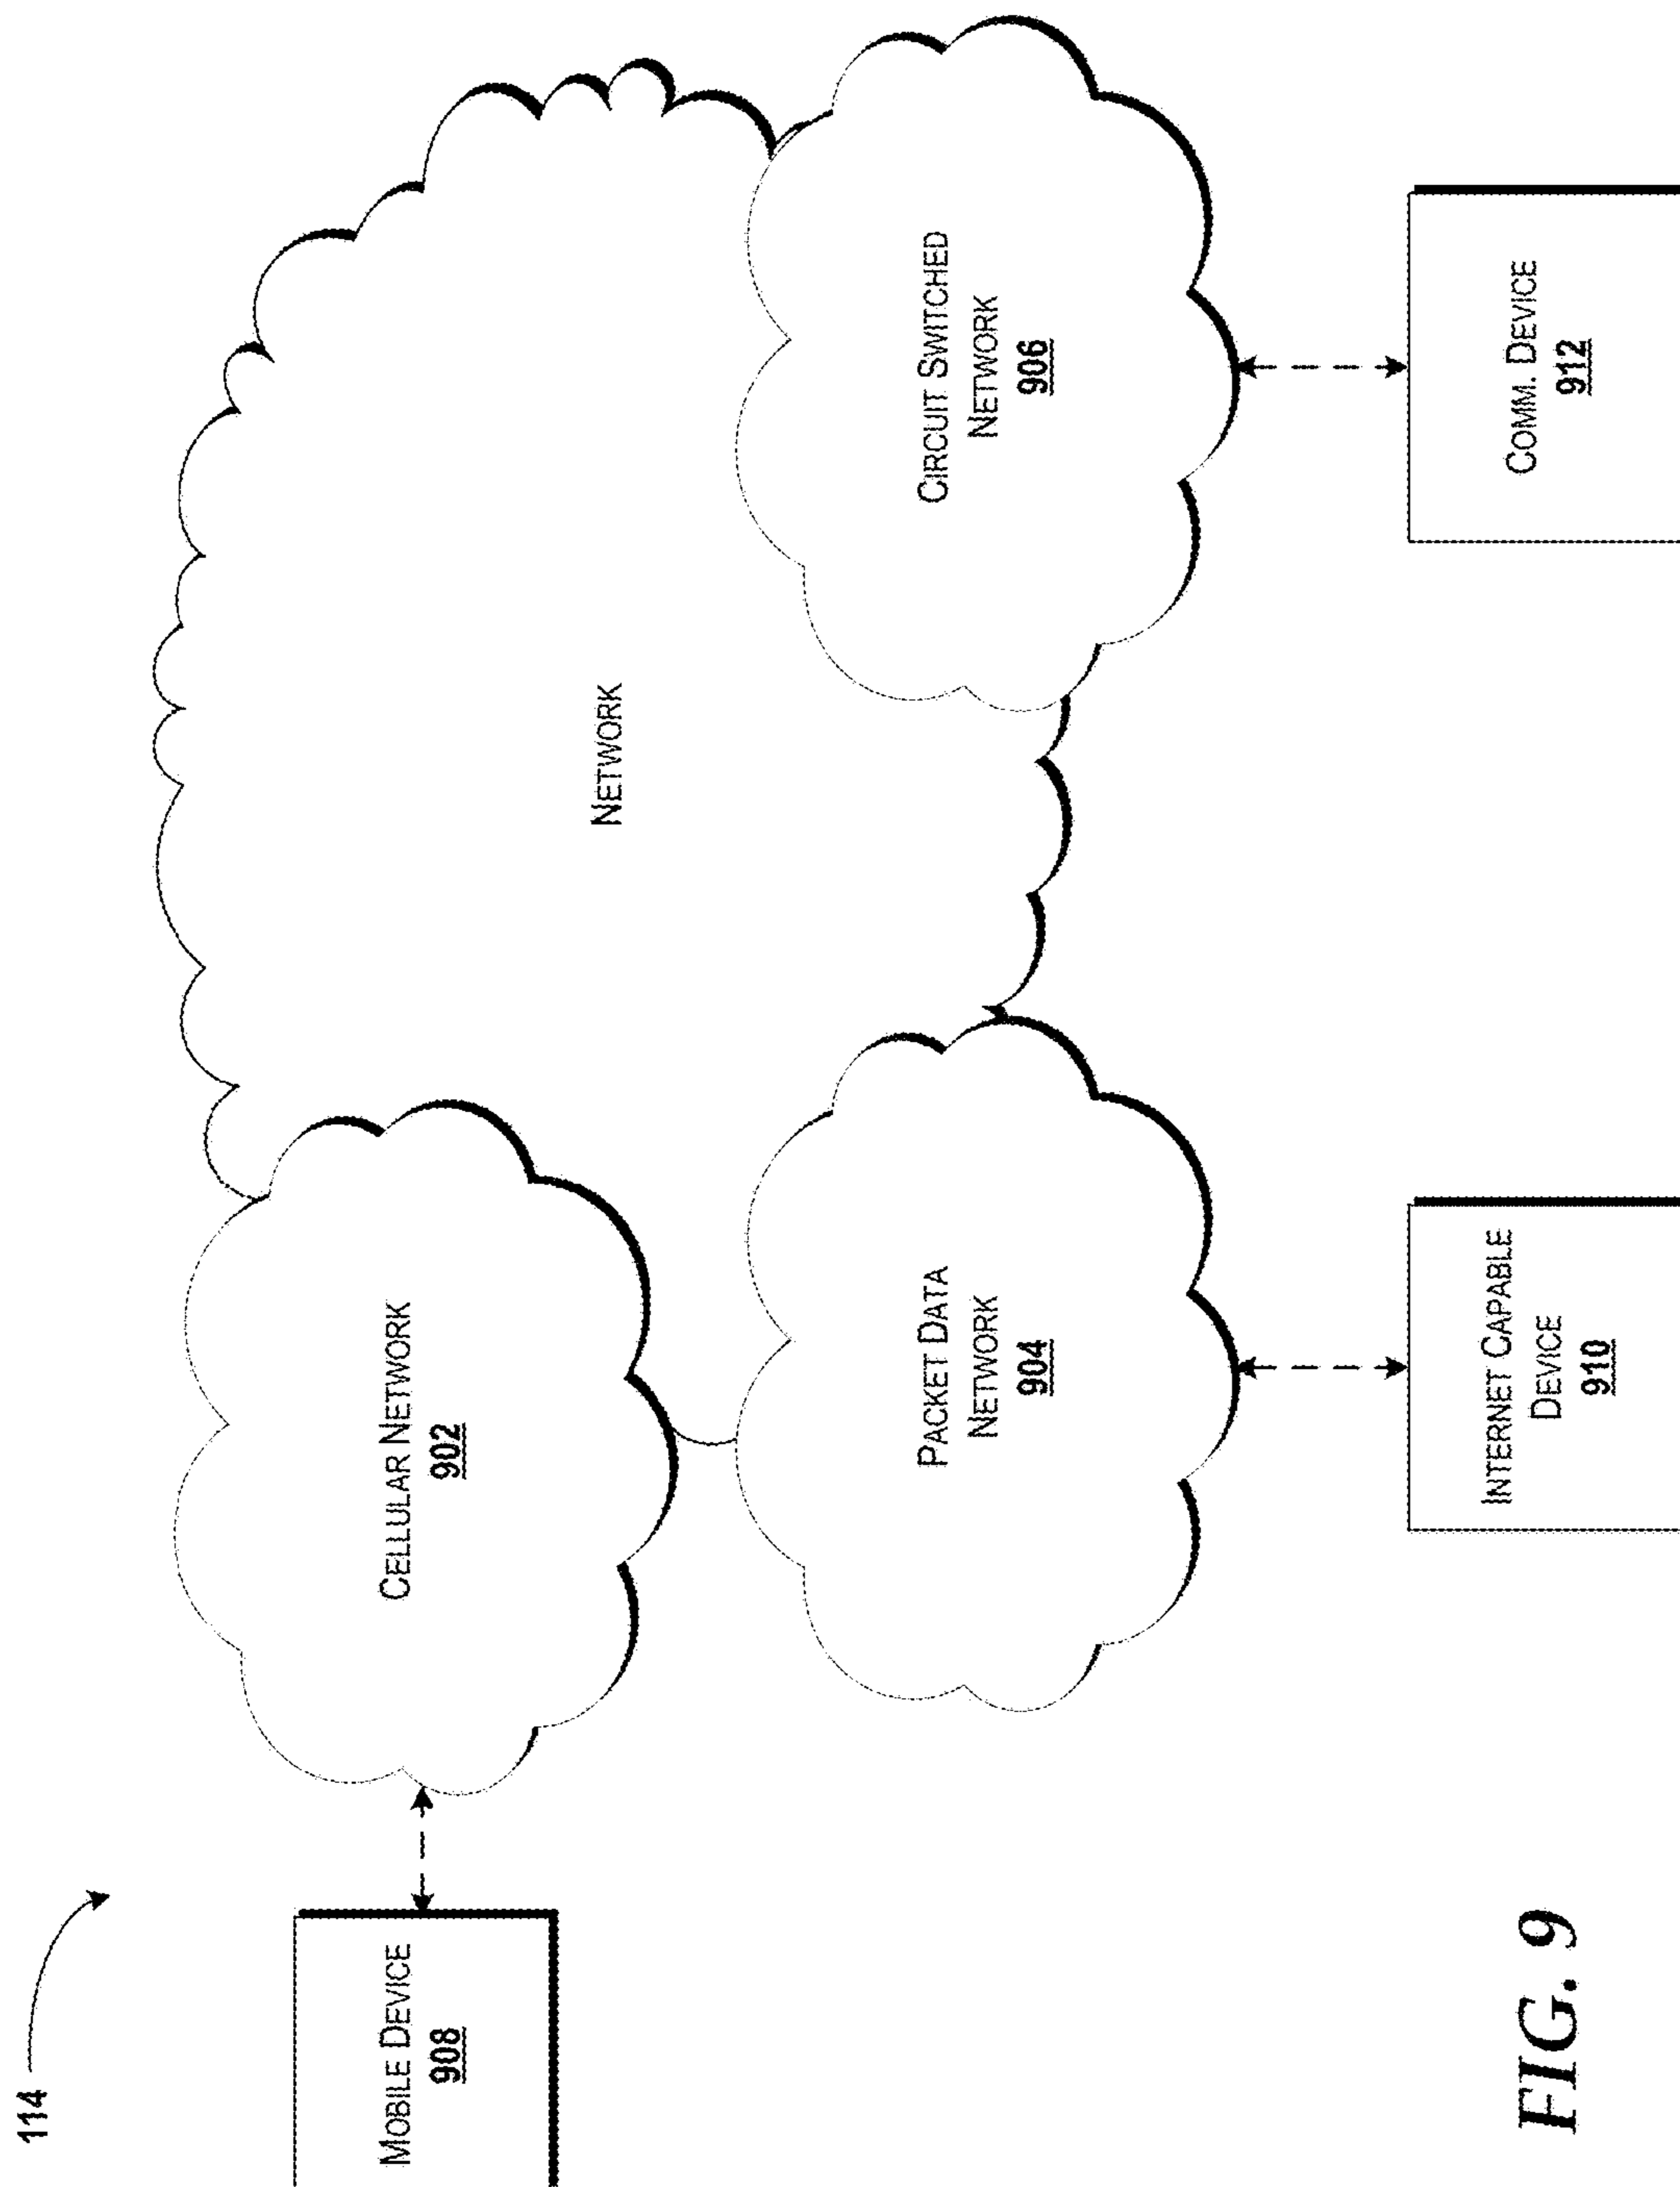 114
MOBILE DEVICE
908
CELLULAR NETWORK
902
NETWORK
PACKET DATA
NETWORK
904
CIRCUIT SWITCHED
NETWORK
906
INTERNET CAPABLE
DEVICE
910
COMM. DEVICE
912
FIG. 9